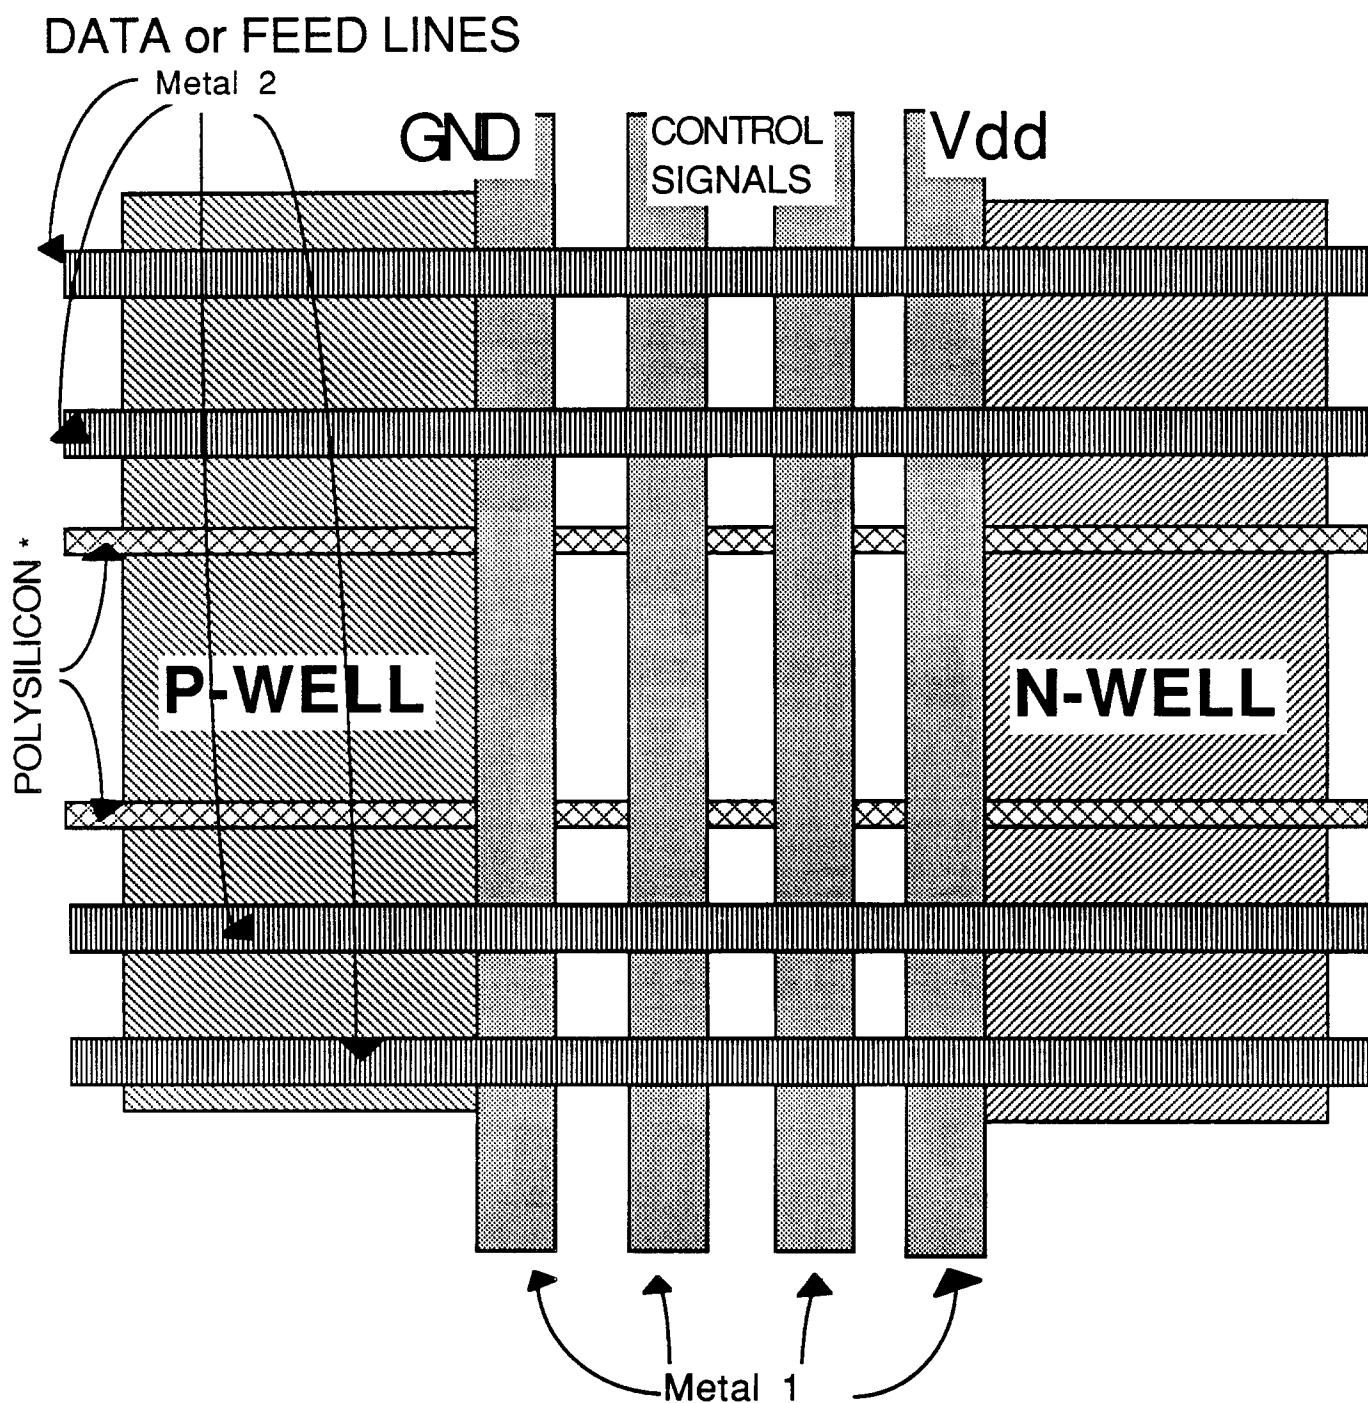 DATA or FEED LINES
Metal 2
GND
CONTROL
SIGNALS
Vdd
POLYSILICON *
P-WELL
N-WELL
Metal 1